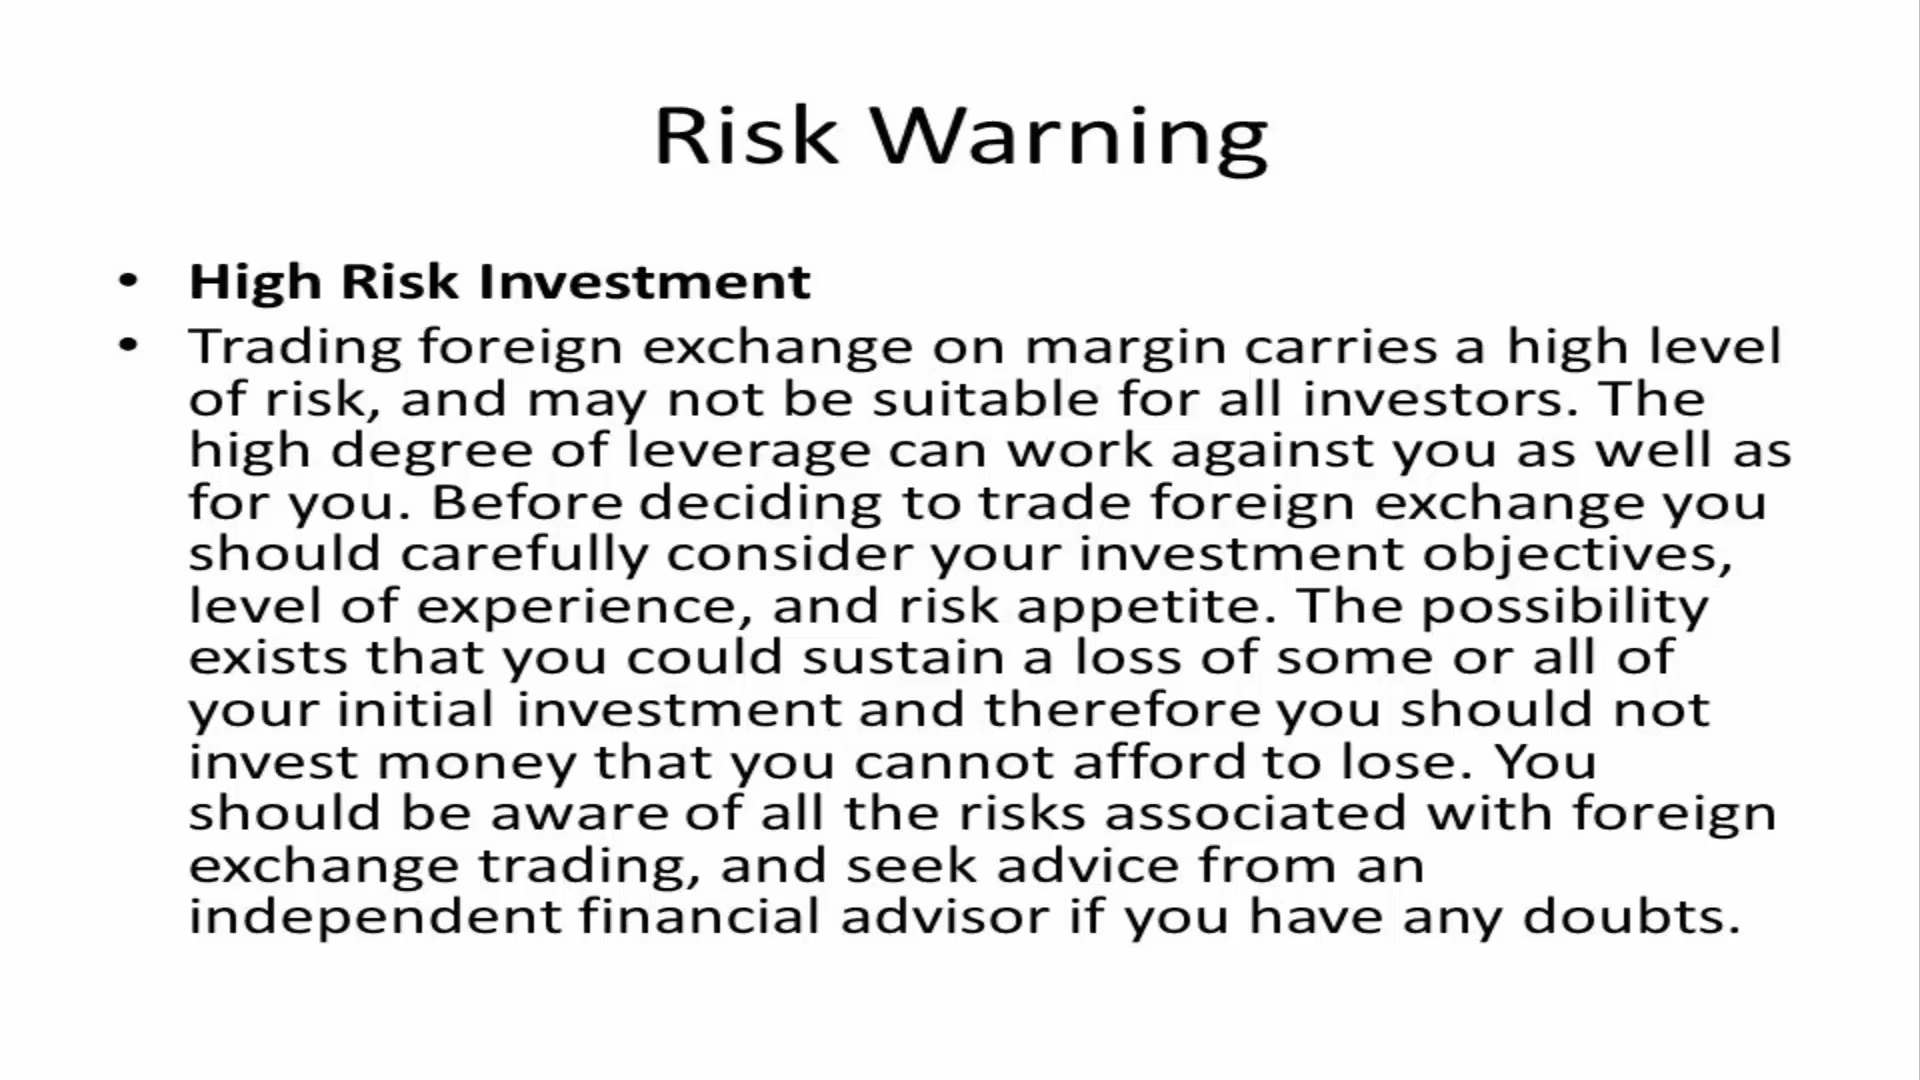 Risk Warning
• High Risk Investment
• Trading foreign exchange on margin carries a high level
of risk, and may not be suitable for all investors. The
high degree of leverage can work against you as well as
for you. Before deciding to trade foreign exchange you
should carefully consider your investment objectives,
level of experience, and risk appetite. The possibility
exists that you could sustain a loss of some or all of
your initial investment and therefore you should not
invest money that you cannot afford to lose. You
should be aware of all the risks associated with foreign
exchange trading, and seek advice from an
independent financial advisor if you have any doubts.